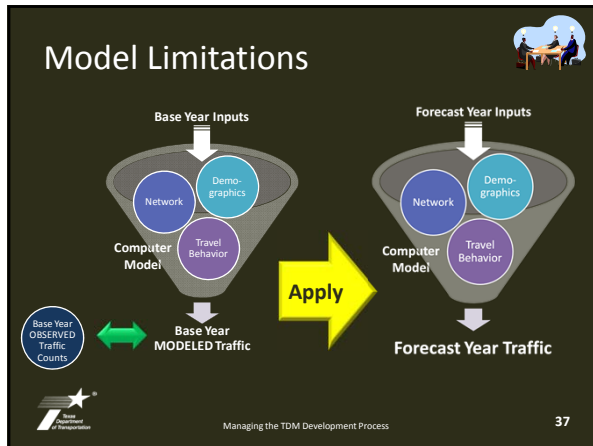 Model Limitations
Base Year Inputs
Network
Demo-
graphics
Travel
Behavior
Computer
Model
Base Year
OBSERVED
Traffic
Counts
Base Year
MODELED Traffic
Apply
Forecast Year Inputs
Network
Demo-
graphics
Travel
Behavior
Computer
Model
Forecast Year Traffic
Texas
Department
of Transportation
Managing the TDM Development Process
37